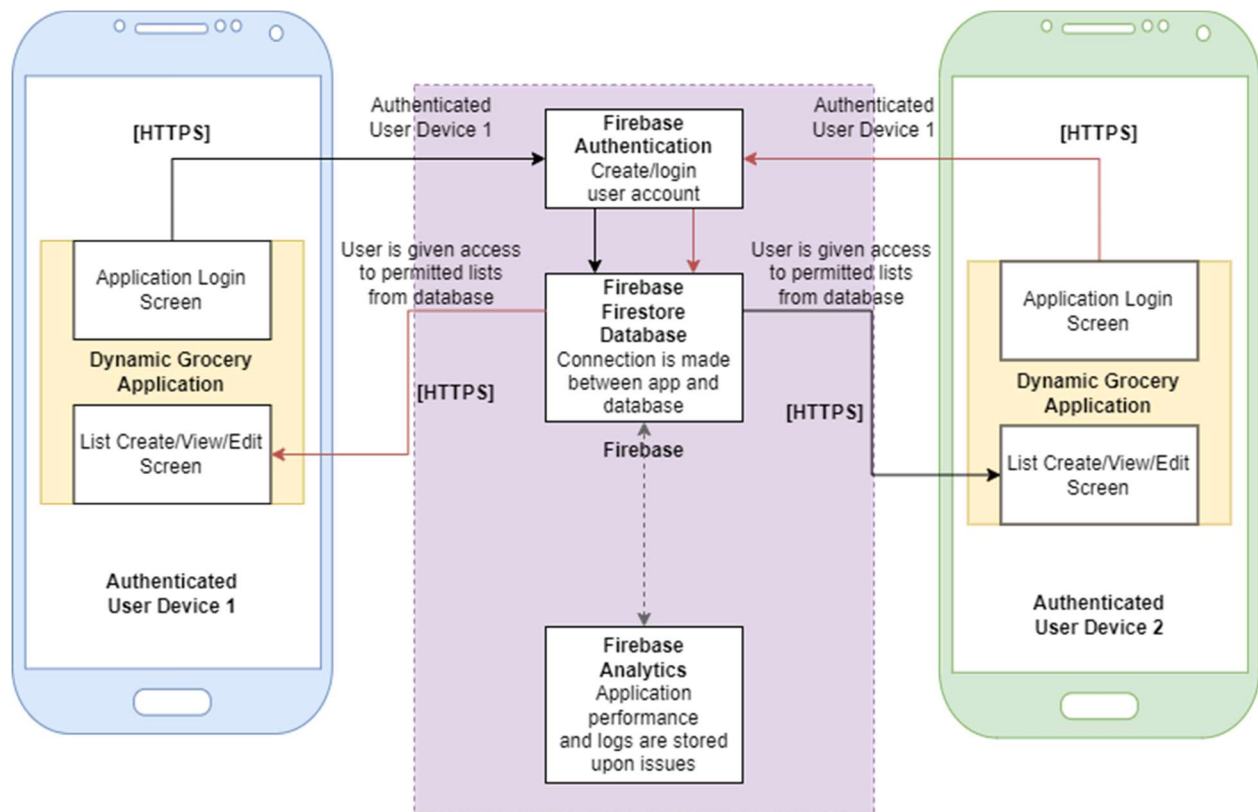 [HTTPS]
Application Login
Screen
Dynamic Grocery
Application
List Create/View/Edit
Screen
Authenticated
User Device 1
Authenticated
User Device 1
User is given access
to permitted lists
from database
[HTTPS]
Firebase
Authentication
Create/login
user account
Firebase
Firestore
Database
Connection is made
between app and
database
Firebase
Firebase
Analytics
Application
performance
and logs are stored
upon issues
Authenticated
User Device 1
User is given access
to permitted lists
from database
[HTTPS]
[HTTPS]
Application Login
Screen
Dynamic Grocery
Application
List Create/View/Edit
Screen
Authenticated
User Device 2